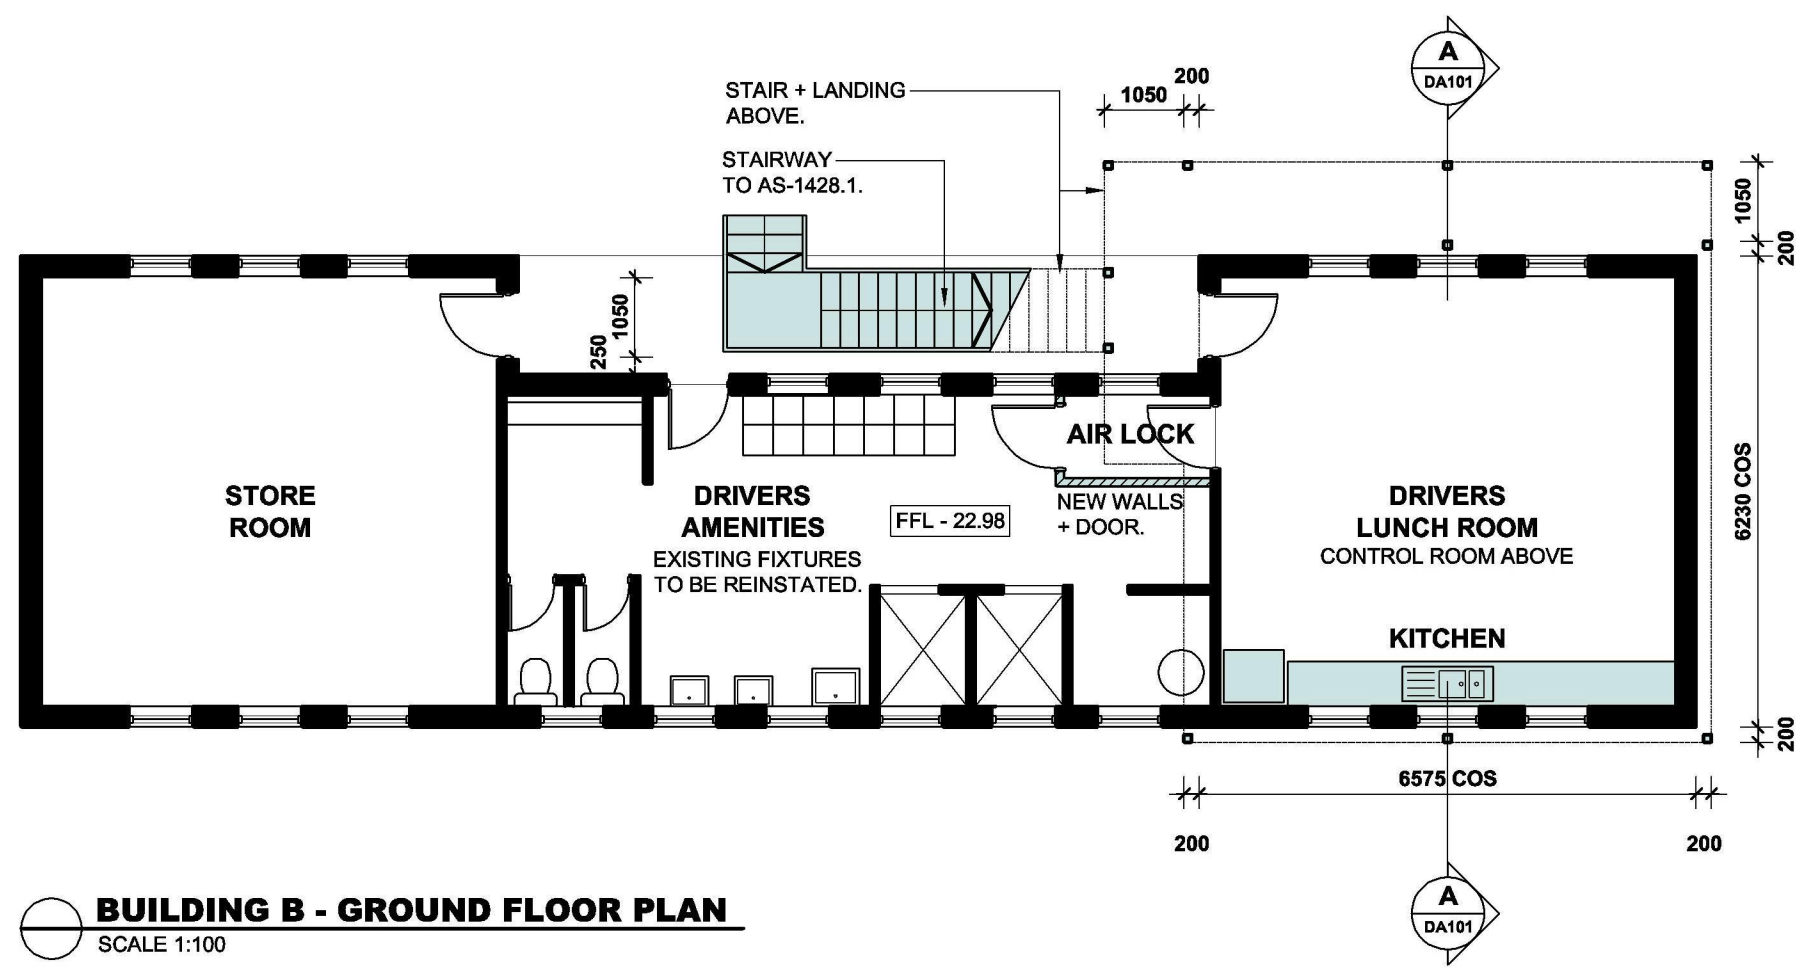 A
DA101
200
1050
STAIR + LANDING
ABOVE.
STAIRWAY
TO AS-1428.1.
1050
200
1050
250
AIR LOCK
STORE
ROOM
DRIVERS
AMENITIES
EXISTING FIXTURES
TO BE REINSTATED.
FFL - 22.98
NEW WALLS
+ DOOR.
DRIVERS
LUNCH ROOM
CONTROL ROOM ABOVE
6230 COS
KITCHEN
200
6575 COS
200
200
A
DA101
BUILDING B - GROUND FLOOR PLAN
SCALE 1:100